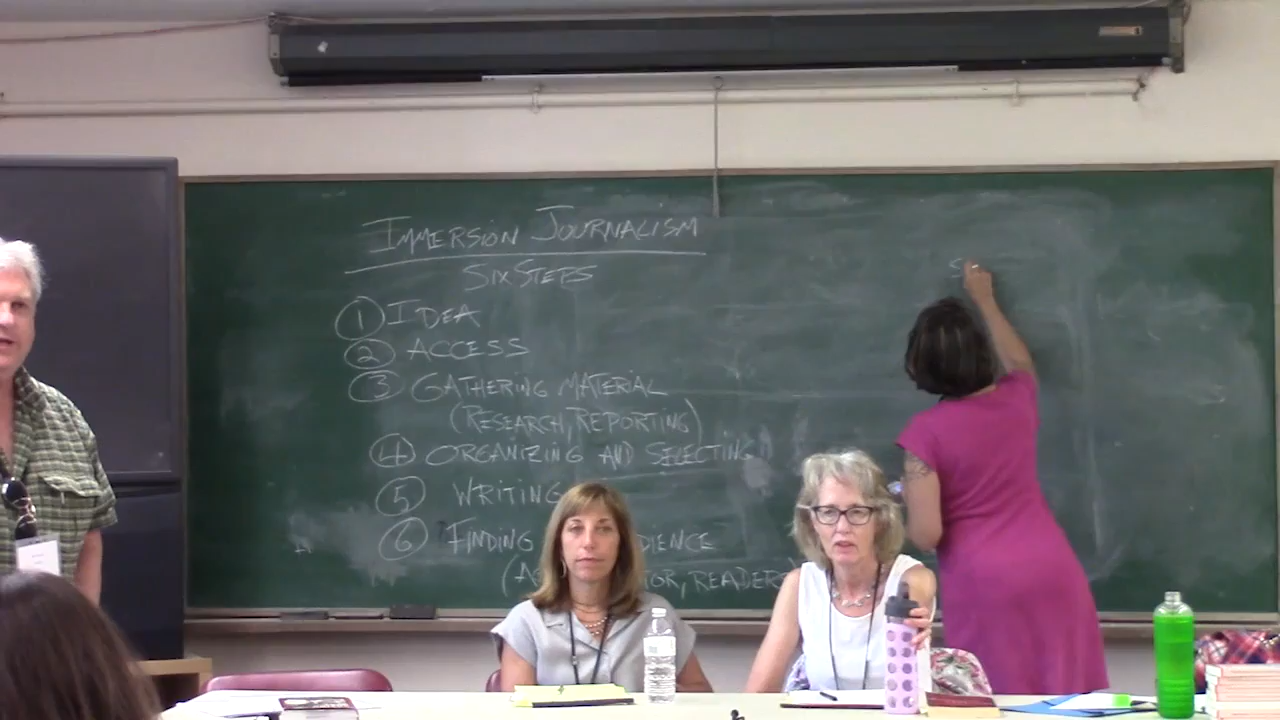 IMMERSION JOURNALISM
SIX STEPS
1 IDEA
2 ACCESS
3 GATHERING MATERIAL
(RESEARCH, REPORTING)
4 ORGANIZING AND SELECTING
5 WRITING
6 FINDING
READERS
S